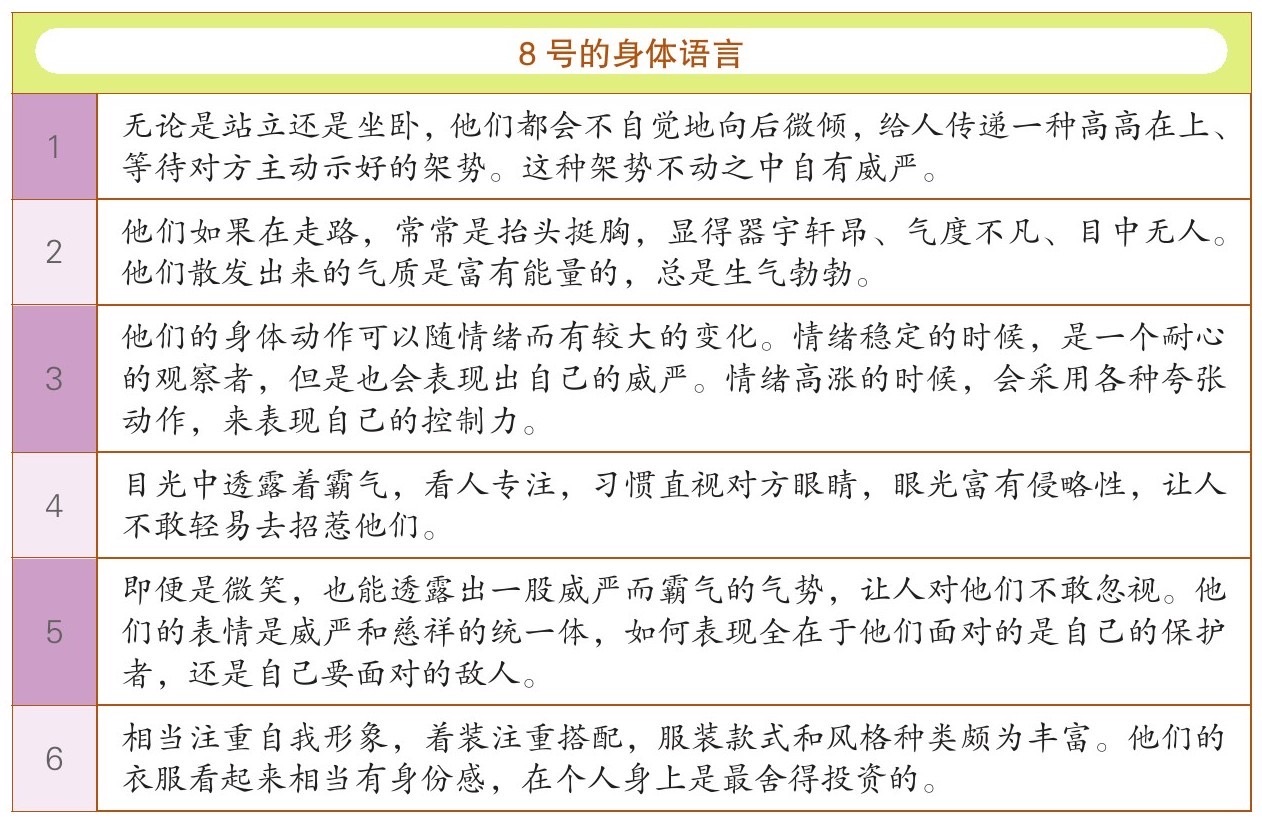 8 号的身体语言
1
无论是站立还是坐卧，他们都会不自觉地向后微倾，给人传递一种高高在上、
等待对方主动示好的架势。这种架势不动之中自有威严。
2
他们如果在走路，常常是抬头挺胸，显得器宇轩昂、气度不凡、目中无人。
他们散发出来的气质是富有能量的，总是生气勃勃。
3
他们的身体动作可以随情绪而有较大的变化。情绪稳定的时候，是一个耐心
的观察者，但是也会表现出自己的威严。情绪高涨的时候，会采用各种夸张
动作，来表现自己的控制力。
4
目光中透露着霸气，看人专注，习惯直视对方眼睛，眼光富有侵略性，让人
不敢轻易去招惹他们。
5
即便是微笑，也能透露出一股威严而霸气的气势，让人对他们不敢忽视。他
们的表情是威严和慈祥的统一体，如何表现全在于他们面对的是自己的保护
者，还是自己要面对的敌人。
6
相当注重自我形象，着装注重搭配，服装款式和风格种类颇为丰富。他们的
衣服看起来相当有身份感，在个人身上是最舍得投资的。